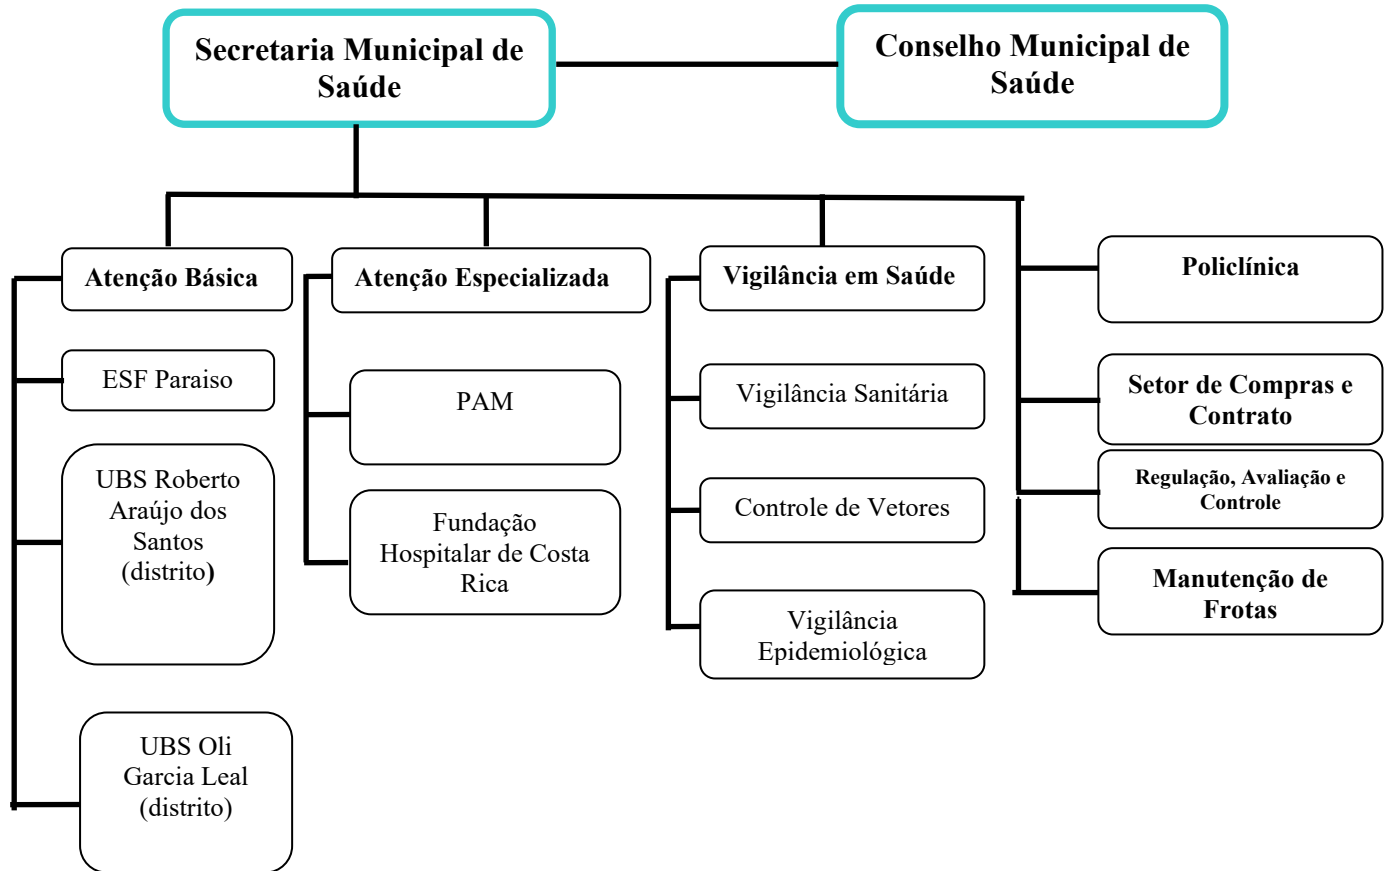 Secretaria Municipal de
Saúde
Conselho Municipal de
Saúde
Atenção Básica
ESF Paraiso
UBS Roberto
Araújo dos
Santos
(distrito)
UBS Oli
Garcia Leal
(distrito)
Atenção Especializada
PAM
Fundação
Hospitalar de Costa
Rica
Vigilância em Saúde
Vigilância Sanitária
Controle de Vetores
Vigilância
Epidemiológica
Policlínica
Setor de Compras e
Contrato
Regulação, Avaliação e
Controle
Manutenção de
Frotas